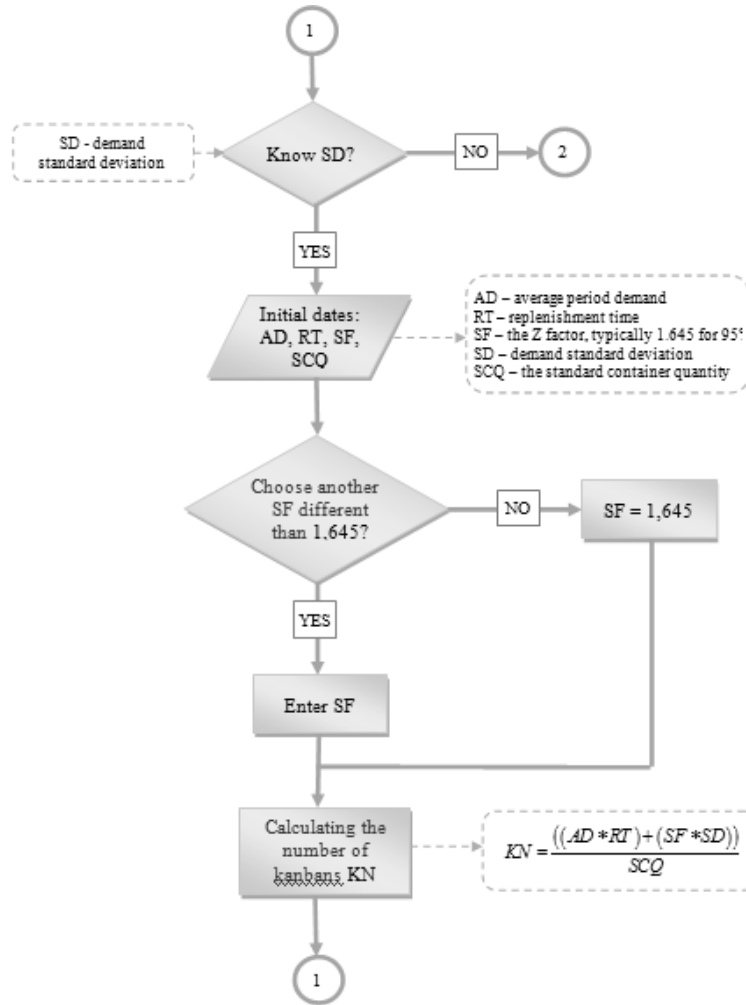 1
SD - demand
standard deviation
Know SD?
NO
2
YES
Initial dates:
AD, RT, SF,
SCQ
AD – average period demand
RT – replenishment time
SF – the Z factor, typically 1.645 for 95%
SD – demand standard deviation
SCQ – the standard container quantity
Choose another
SF different
than 1,645?
NO
SF = 1,645
YES
Enter SF
Calculating the
number of
kanbans KN
KN = ((AD * RT) + (SF * SD)) / SCQ
1